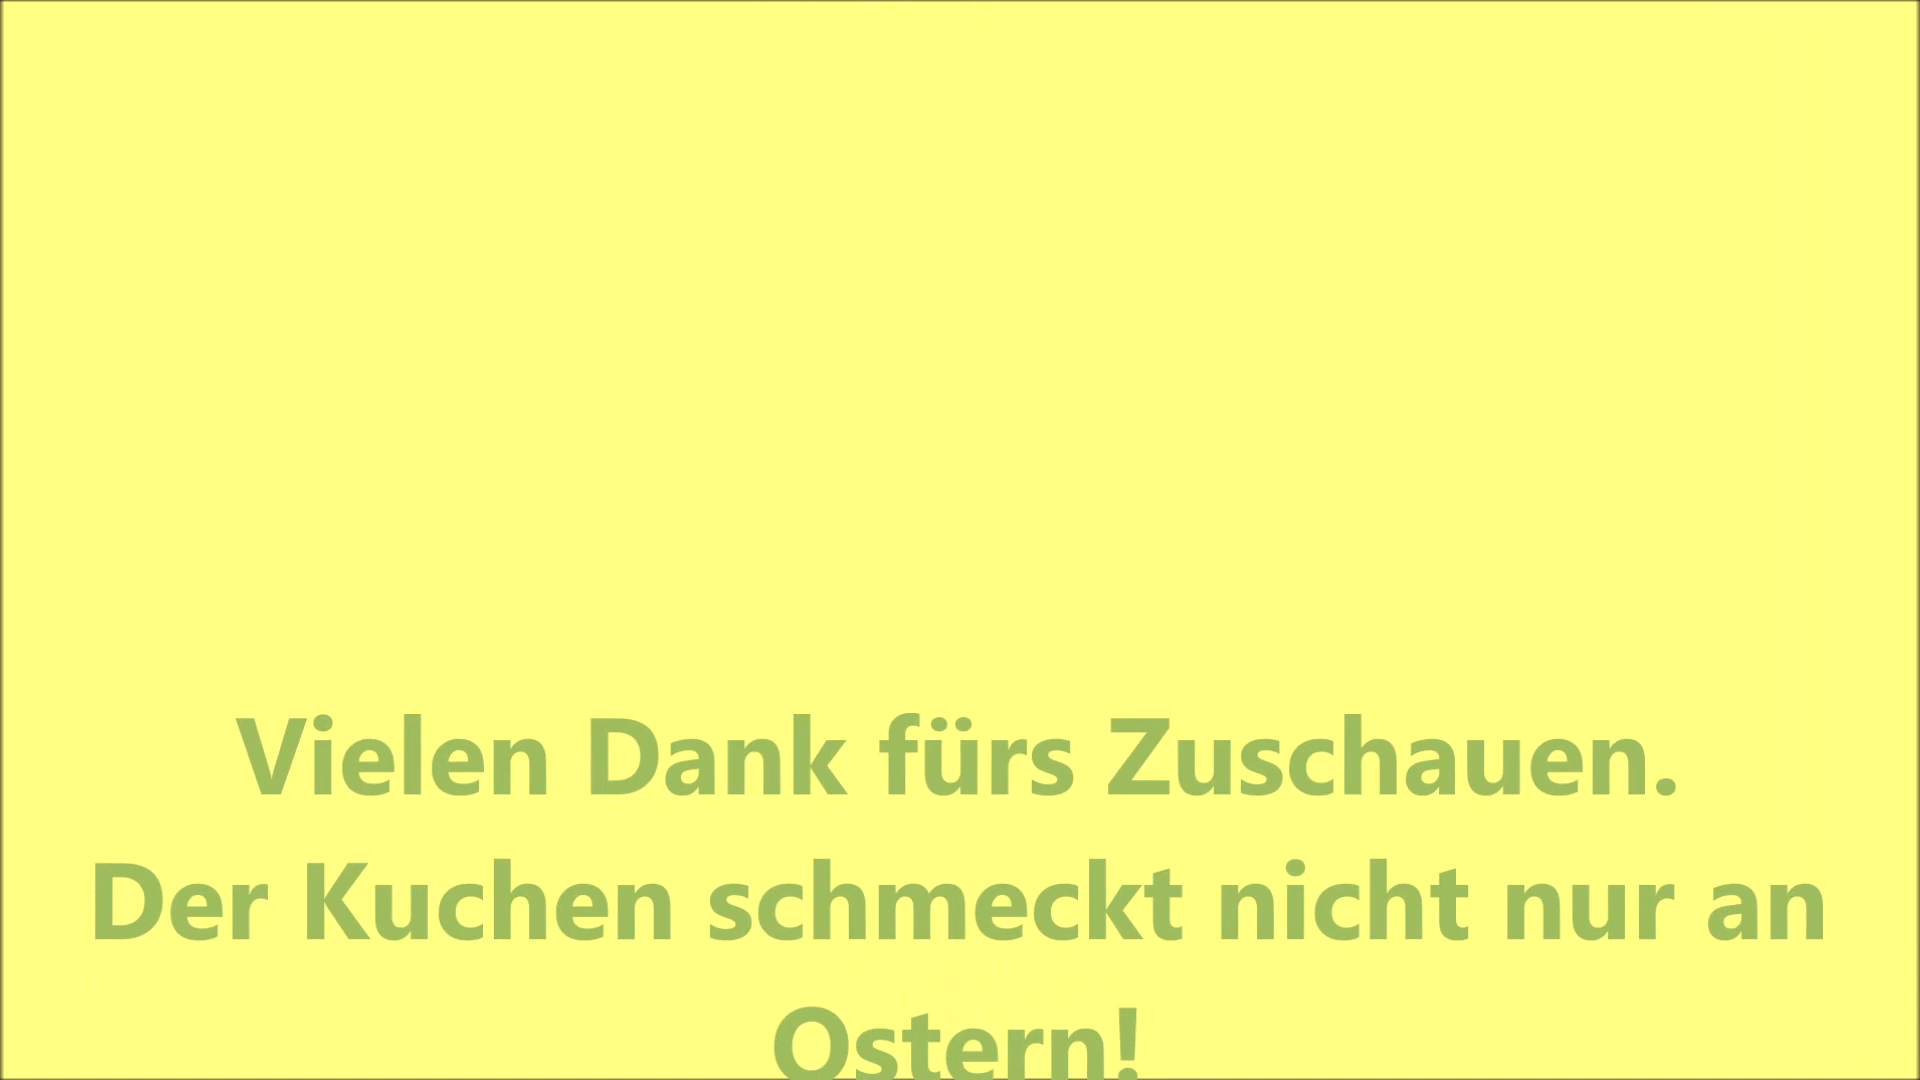 Vielen Dank fürs Zuschauen.
Der Kuchen schmeckt nicht nur an
Ostern!